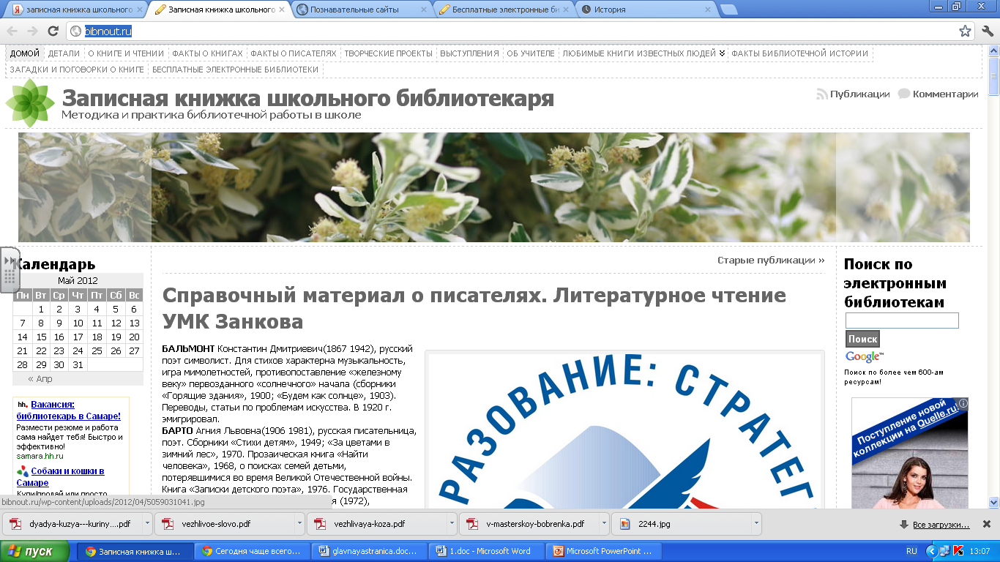 записная книжка школьного
Записная книжка школьного
Познавательные сайты
Бесплатные электронные би
История
bibnout.ru
ДОМОЙ
ДЕТАЛИ
О КНИГЕ И ЧТЕНИИ
ФАКТЫ О КНИГАХ
ФАКТЫ О ПИСАТЕЛЯХ
ТВОРЧЕСКИЕ ПРОЕКТЫ
ВЫСТУПЛЕНИЯ
ОБ УЧИТЕЛЕ
ЛЮБИМЫЕ КНИГИ ИЗВЕСТНЫХ ЛЮДЕЙ
ФАКТЫ БИБЛИОТЕЧНОЙ ИСТОРИИ
ЗАГАДКИ И ПОГОВОРКИ О КНИГЕ
БЕСПЛАТНЫЕ ЭЛЕКТРОННЫЕ БИБЛИОТЕКИ
Записная книжка школьного библиотекаря
Методика и практика библиотечной работы в школе
Публикации
Комментарии
Календарь
Май 2012
Пн Вт Ср Чт Пт Сб Вс
1 2 3 4 5 6
7 8 9 10 11 12 13
14 15 16 17 18 19 20
21 22 23 24 25 26 27
28 29 30 31
« Апр
hh. Вакансия:
библиотекарь в Самаре!
Размести резюме и работа
сама найдет тебя! Быстро и
эффективно!
samara.hh.ru
Собаки и кошки в
Самаре
Купи/продай или просто
Старые публикации »
Справочный материал о писателях. Литературное чтение
УМК Занкова
БАЛЬМОНТ Константин Дмитриевич(1867 1942), русский
поэт символист. Для стихов характерна музыкальность,
игра мимолетностей, противопоставление «железному
веку» первозданного «солнечного» начала (сборники
«Горящие здания», 1900; «Будем как солнце», 1903).
Переводы, статьи по проблемам искусства. В 1920 г.
эмигрировал.
БАРТО Агния Львовна(1906 1981), русская писательница,
поэт. Сборники «Стихи детям», 1949; «За цветами в
зимний лес», 1970. Прозаическая книга «Найти
человека», 1968, о поисках семей детьми,
потерявшимися во время Великой Отечественной войны.
Книга «Записки детского поэта», 1976. Государственная
я (1972),
РАЗОВАНИЕ: СТРАТЕГ
Поиск по
электронным
библиотекам
Поиск
Google™
Поиск по более чем 600-ам
ресурсам!
Поступление новой
коллекции на Quelle.ru!
bibnout.ru/wp-content/uploads/2012/04/5059031041.jpg
dyadya-kuzya---kuriny....pdf
vezhlivoe-slovo.pdf
vezhlivaya-koza.pdf
v-masterskoy-bobrenka.pdf
2244.jpg
Все загрузки...
пуск
Записная книжка ш...
Сегодня чаще всего...
glavnayastranica.doc...
1.doc - Microsoft Word
Microsoft PowerPoint ...
RU
13:07